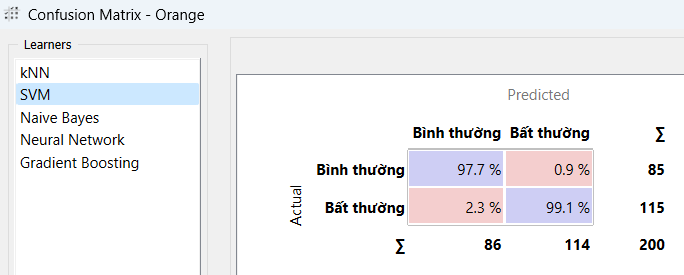 Confusion Matrix - Orange
Learners
kNN
SVM
Naive Bayes
Neural Network
Gradient Boosting
Predicted
Bình thường Bất thường ∑
Actual
Bình thường 97.7 % 0.9 % 85
Bất thường 2.3 % 99.1 % 115
∑ 86 114 200